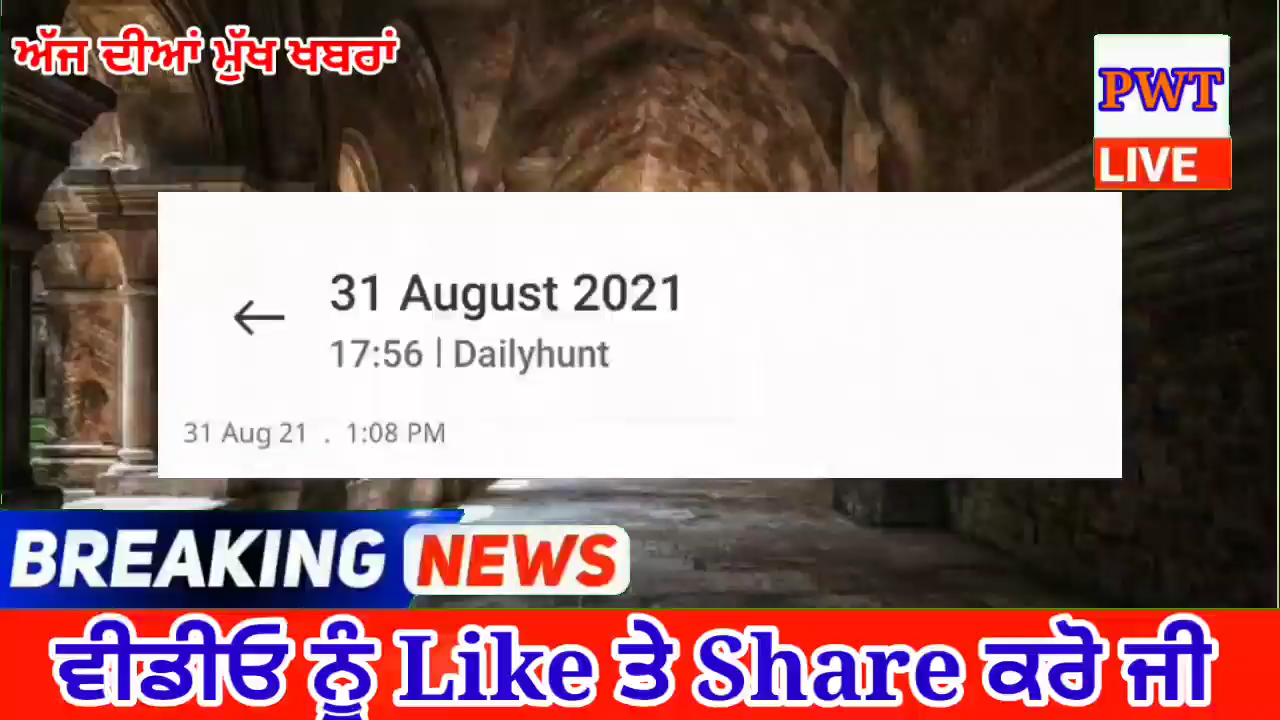 ਅੱਜ ਦੀਆਂ ਮੁੱਖ ਖਬਰਾਂ
PWT
LIVE
31 August 2021
17:56 | Dailyhunt
31 Aug 21 . 1:08 PM
BREAKING NEWS
ਵੀਡੀਓ ਨੂੰ Like ਤੇ Share ਕਰੋ ਜੀ